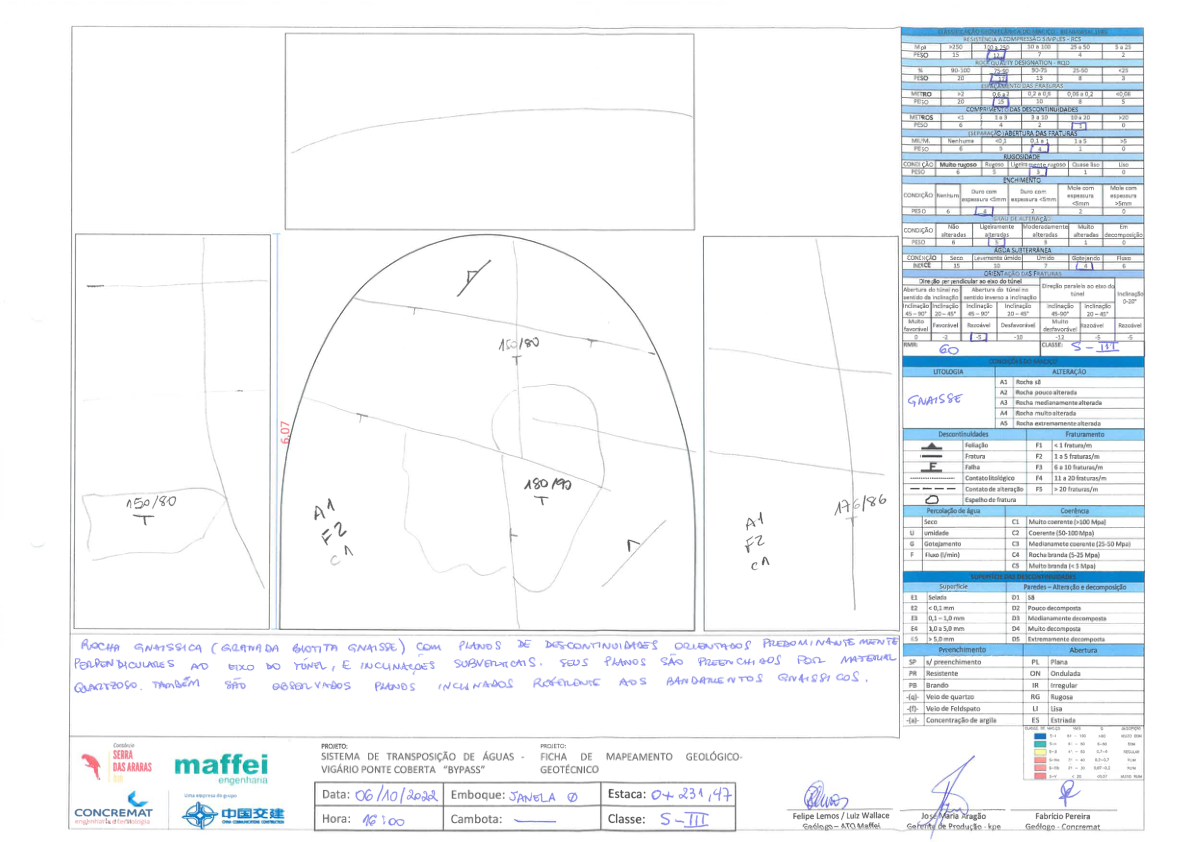 CLASSIFICAÇÃO GEOMECÂNICA DO MACIÇO - BIENIAWSKI 1989
RESISTÊNCIA A COMPRESSÃO SIMPLES - RCS
Mpa >250 100 a 250 50 a 100 25 a 50 5 a 25
PESO 15 12 7 4 2
ROCK QUALITY DESIGNATION - RQD
% 90-100 75-90 50-75 25-50 <25
PESO 20 17 13 8 3
ESPAÇAMENTO DAS FRATURAS
METRO >2 0,6 a 2 0,2 a 0,6 0,06 a 0,2 <0,06
PESO 20 15 10 8 5
COMPRIMENTO DAS DESCONTINUIDADES
METROS <1 1 a 3 3 a 10 10 a 20 >20
PESO 6 4 2 1 0
SEPARAÇÃO/ABERTURA DAS FRATURAS
MILIM. Nenhuma <0,1 0,1 a 1 1 a 5 >5
PESO 6 5 4 1 0
RUGOSIDADE
CONDIÇÃO Muito rugoso Rugoso Ligeiramente rugoso Quase liso Liso
PESO 6 5 3 1 0
ENCHIMENTO
CONDIÇÃO Nenhum Duro com espessura <5mm Duro com espessura <5mm Mole com espessura <5mm Mole com espessura >5mm
PESO 6 4 2 2 0
GRAU DE ALTERAÇÃO
CONDIÇÃO Não alteradas Ligeiramente alteradas Moderadamente alteradas Muito alteradas Em decomposição
PESO 6 5 3 1 0
ÁGUA SUBTERRÂNEA
CONDIÇÃO Seco Levemente úmido Úmido Gotejando Fluxo
ÍNDICE 15 10 7 4 6
ORIENTAÇÃO DAS FRATURAS
Direção perpendicular ao eixo do túnel
Abertura do túnel no sentido da inclinação Abertura do túnel no sentido inverso a inclinação Direção paralela ao eixo do túnel Inclinação 0-20°
Inclinação 45 – 90° Inclinação 20 – 45° Inclinação 45 – 90° Inclinação 20 – 45° Inclinação 45-90° Inclinação 20 – 45°
Muito favorável Favorável Razoável Desfavorável Muito desfavorável Razoável Razoável
0 -2 -5 -10 -12 -5 -5
RMR: 60 CLASSE: S-III
LITOLOGIA ALTERAÇÃO
GNAISSE
A1 Rocha sã
A2 Rocha pouco alterada
A3 Rocha medianamente alterada
A4 Rocha muito alterada
A5 Rocha extremamente alterada
Descontinuidades Fraturamento
Foliação F1 < 1 fratura/m
Fratura F2 1 a 5 fraturas/m
F Falha F3 6 a 10 fraturas/m
Contato litológico F4 11 a 20 fraturas/m
Contato de alteração F5 > 20 fraturas/m
Espelho de fratura
Percolação de água Coerência
Seco C1 Muito coerente (>100 Mpa)
U umidade C2 Coerente (50-100 Mpa)
G Gotejamento C3 Medianamente coerente (25-50 Mpa)
F Fluxo (l/min) C4 Rocha branda (5-25 Mpa)
C5 Muito branda (< 5 Mpa)
SUPERFÍCIE DAS DESCONTINUIDADES
Superfície Paredes – Alteração e decomposição
E1 Selada D1 Sã
E2 < 0,1 mm D2 Pouco decomposta
E3 0,1 – 1,0 mm D3 Medianamente decomposta
E4 1,0 a 5,0 mm D4 Muito decomposta
E5 > 5,0 mm D5 Extremamente decomposta
Preenchimento Abertura
SP s/ preenchimento PL Plana
PR Resistente ON Ondulada
PB Brando IR Irregular
-(q)- Veio de quartzo RG Rugosa
-(f)- Veio de Feldspato LI Lisa
-(a)- Concentração de argila ES Estriada
150/80
6,07
180/90
150/80
176/86
A1
F2
C1
A1
F2
C1
ROCHA GNAISSICA (GRANADA BIOTITA GNAISSE) COM PLANOS DE DESCONTINUIDADES ORIENTADOS PREDOMINANTEMENTE
PERPENDICULARES AO EIXO DO TÚNEL, E INCLINAÇÕES SUBVERTICAIS. SEUS PLANOS SÃO PREENCHIDOS POR MATERIAL
QUARTZOSO. TAMBÉM SÃO OBSERVADOS PLANOS INCLINADOS REFERENTE AOS BANDAMENTOS GNAISSICOS.
Consórcio
SERRA
DAS ARARAS
maffei
engenharia
CONCREMAT
engenharia e tecnologia
Uma empresa do grupo
中国交建
CHINA COMMUNICATIONS CONSTRUCTION
PROJETO:
SISTEMA DE TRANSPOSIÇÃO DE ÁGUAS -
VIGÁRIO PONTE COBERTA "BYPASS"
PROJETO:
FICHA DE MAPEAMENTO GEOLÓGICO-
GEOTÉCNICO
Data: 06/10/2022 Emboque: JANELA 0 Estaca: 0+231,47
Hora: 16:00 Cambota: — Classe: S-III
Felipe Lemos / Luiz Wallace
Geólogo – ATO Maffei
José Maria Aragão
Gerente de Produção - kpe
Fabrício Pereira
Geólogo - Concremat